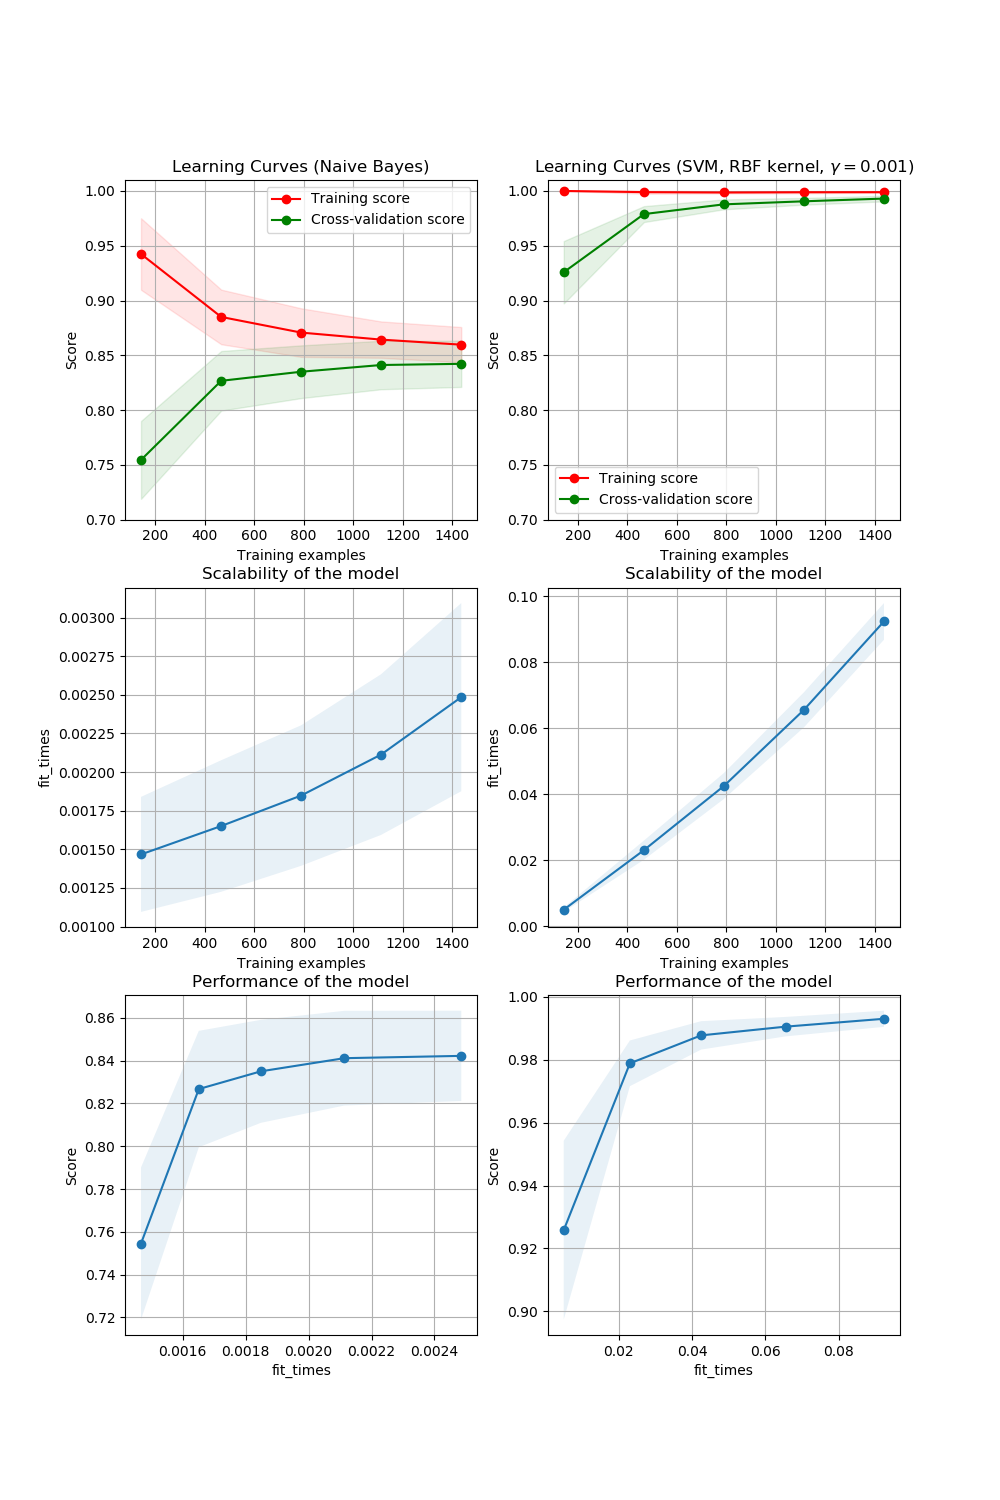 Learning Curves (Naive Bayes)
1.00
0.95
0.90
0.85
0.80
0.75
0.70
Score
Training score
Cross-validation score
200 400 600 800 1000 1200 1400
Training examples
Learning Curves (SVM, RBF kernel, γ = 0.001)
1.00
0.95
0.90
0.85
0.80
0.75
0.70
Score
Training score
Cross-validation score
200 400 600 800 1000 1200 1400
Training examples
Scalability of the model
0.00300
0.00275
0.00250
0.00225
0.00200
0.00175
0.00150
0.00125
0.00100
fit_times
200 400 600 800 1000 1200 1400
Training examples
Scalability of the model
0.10
0.08
0.06
0.04
0.02
0.00
fit_times
200 400 600 800 1000 1200 1400
Training examples
Performance of the model
0.86
0.84
0.82
0.80
0.78
0.76
0.74
0.72
Score
0.0016 0.0018 0.0020 0.0022 0.0024
fit_times
Performance of the model
1.00
0.98
0.96
0.94
0.92
0.90
Score
0.02 0.04 0.06 0.08
fit_times